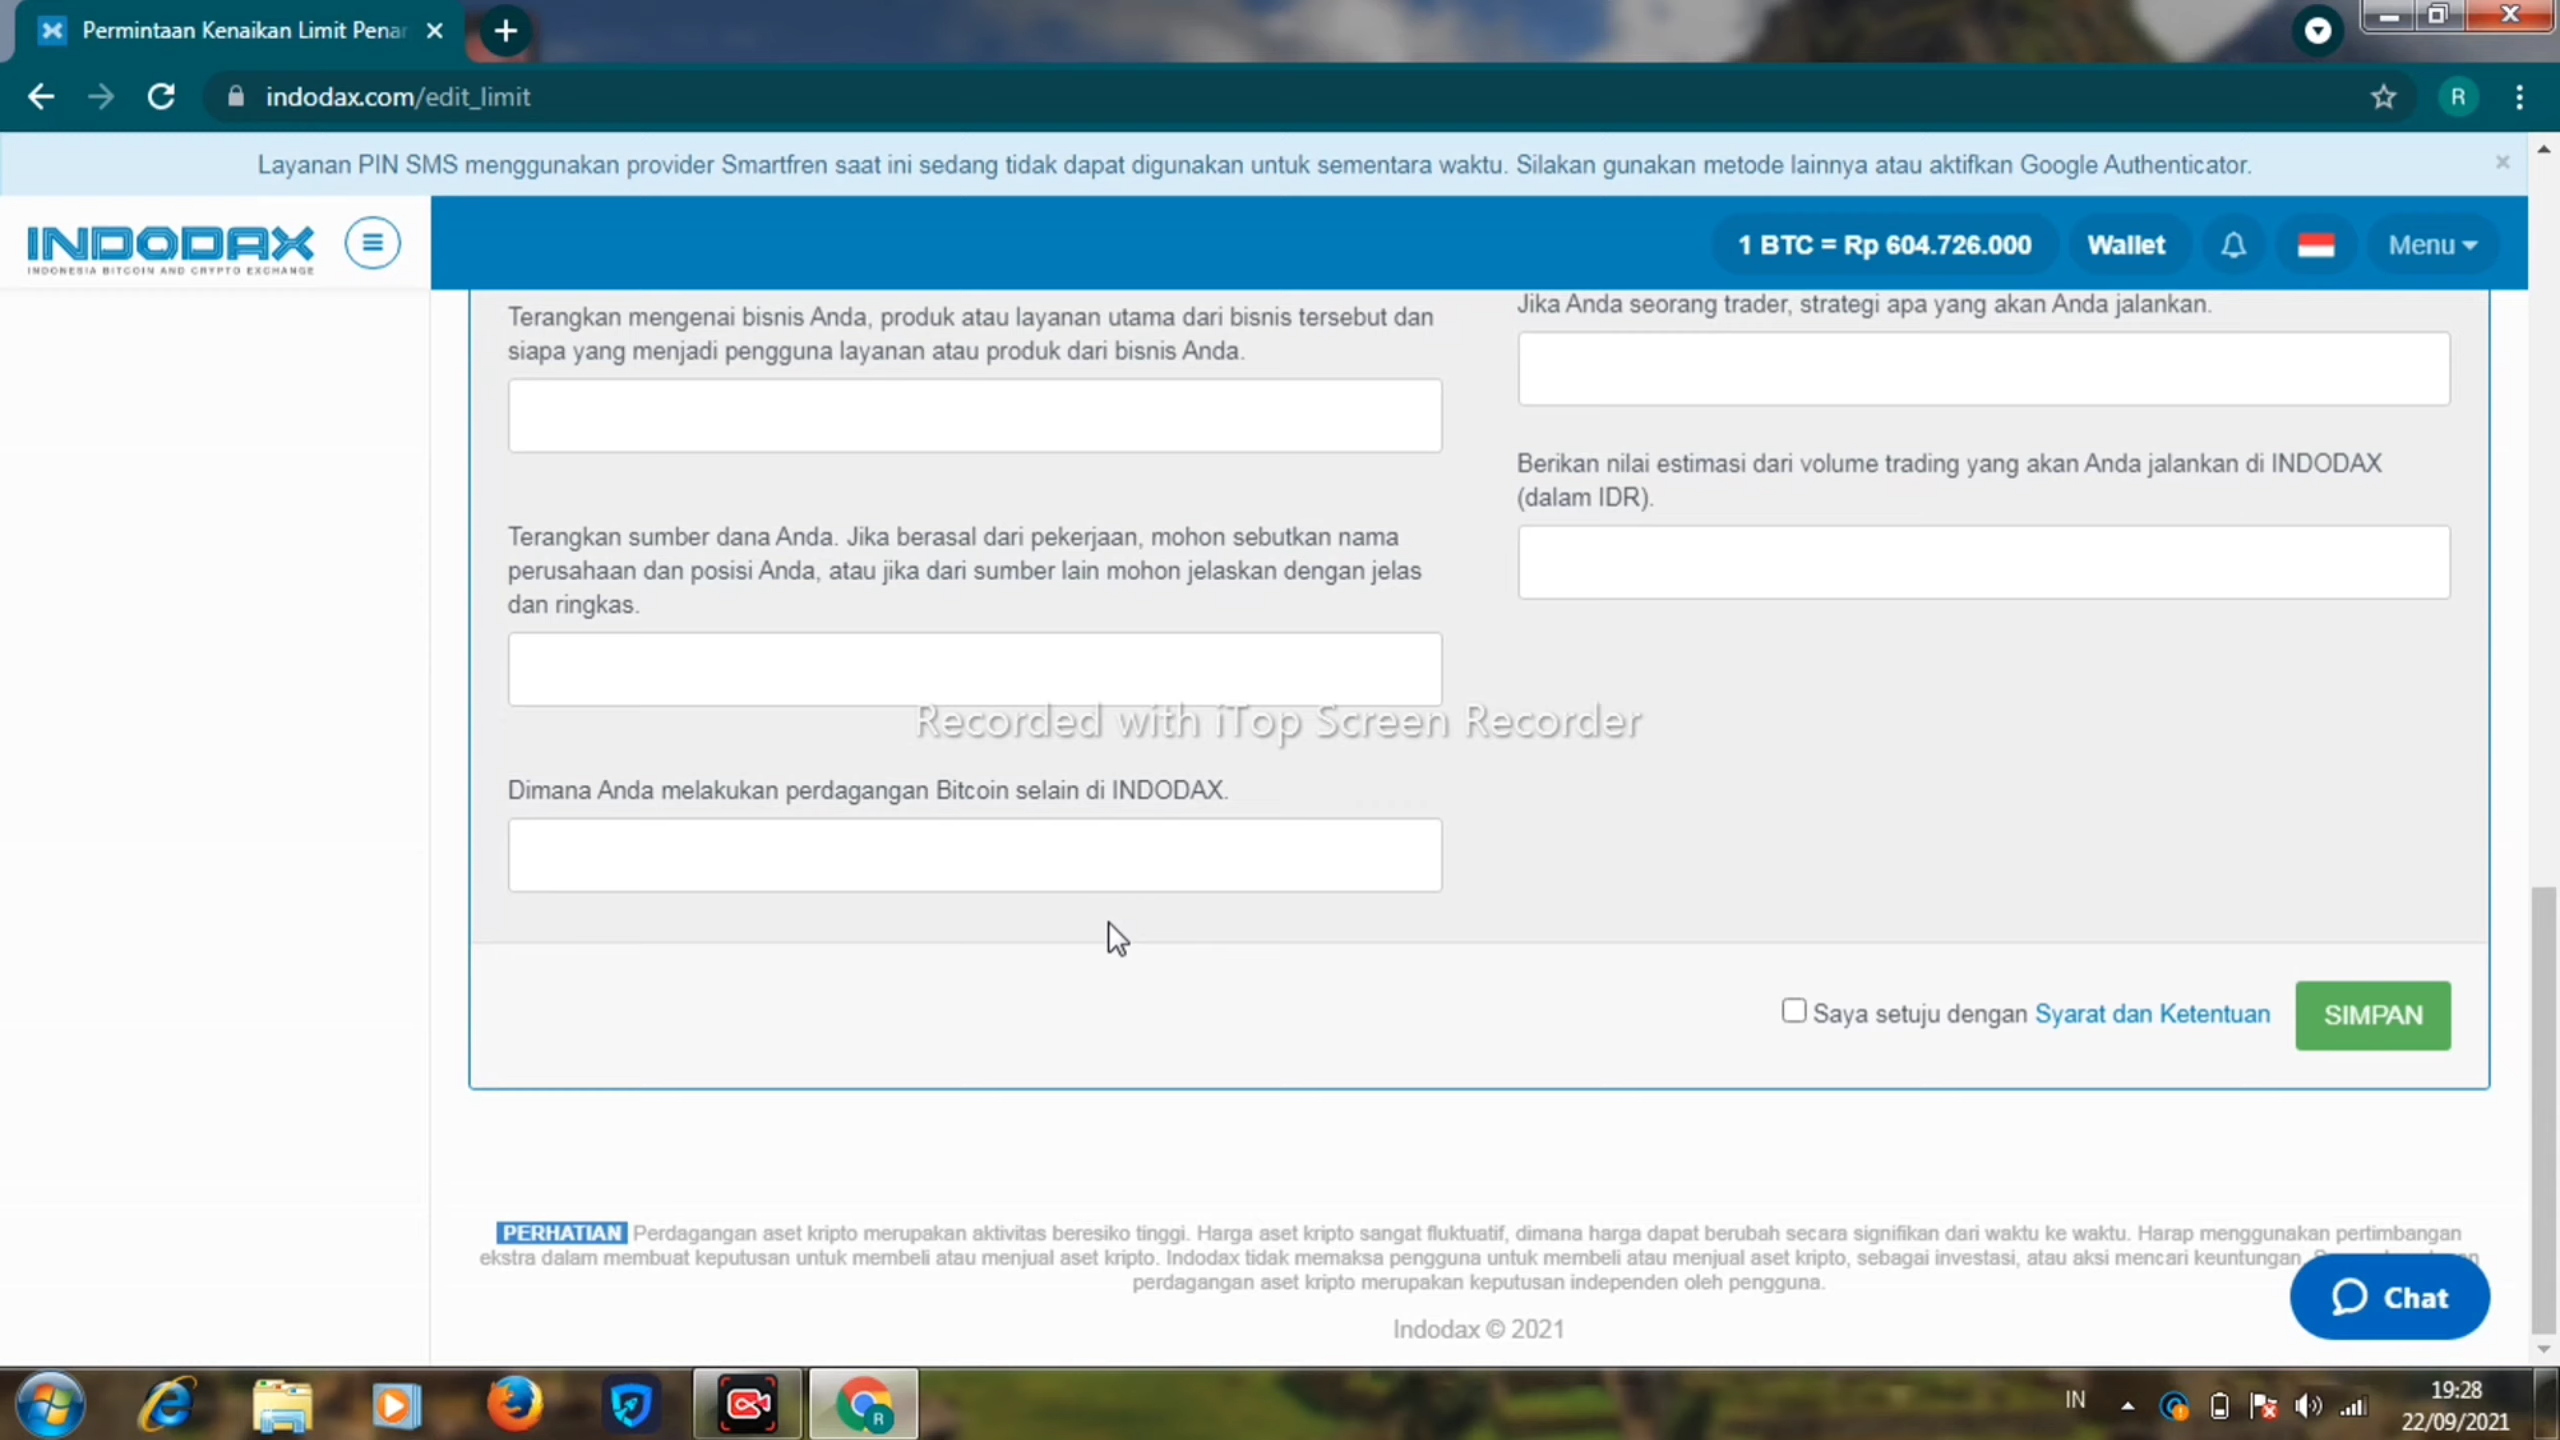 Permintaan Kenaikan Limit Penar
indodax.com/edit_limit
R
Layanan PIN SMS menggunakan provider Smartfren saat ini sedang tidak dapat digunakan untuk sementara waktu. Silakan gunakan metode lainnya atau aktifkan Google Authenticator.
INDODAX
INDONESIA BITCOIN AND CRYPTO EXCHANGE
1 BTC = Rp 604.726.000
Wallet
Menu
Terangkan mengenai bisnis Anda, produk atau layanan utama dari bisnis tersebut dan
siapa yang menjadi pengguna layanan atau produk dari bisnis Anda.
Terangkan sumber dana Anda. Jika berasal dari pekerjaan, mohon sebutkan nama
perusahaan dan posisi Anda, atau jika dari sumber lain mohon jelaskan dengan jelas
dan ringkas.
Dimana Anda melakukan perdagangan Bitcoin selain di INDODAX.
Jika Anda seorang trader, strategi apa yang akan Anda jalankan.
Berikan nilai estimasi dari volume trading yang akan Anda jalankan di INDODAX
(dalam IDR).
Recorded with iTop Screen Recorder
Saya setuju dengan Syarat dan Ketentuan
SIMPAN
PERHATIAN Perdagangan aset kripto merupakan aktivitas beresiko tinggi. Harga aset kripto sangat fluktuatif, dimana harga dapat berubah secara signifikan dari waktu ke waktu. Harap menggunakan pertimbangan
ekstra dalam membuat keputusan untuk membeli atau menjual aset kripto. Indodax tidak memaksa pengguna untuk membeli atau menjual aset kripto, sebagai investasi, atau aksi mencari keuntungan.
perdagangan aset kripto merupakan keputusan independen oleh pengguna.
Chat
Indodax © 2021
R
IN
19:28
22/09/2021